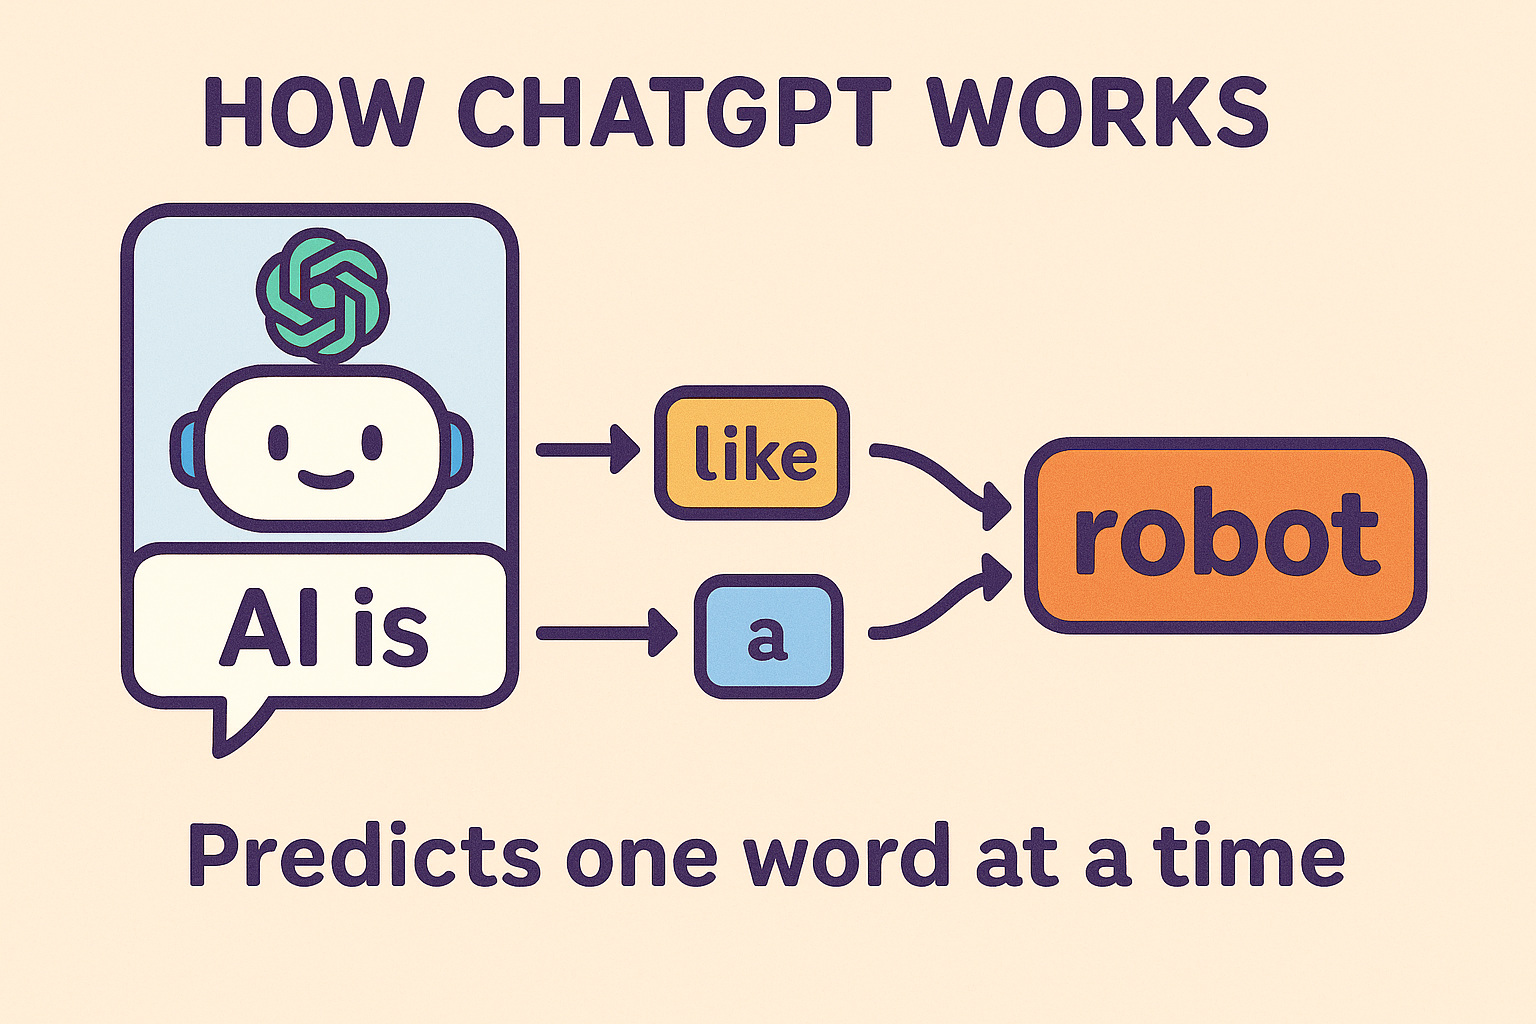 HOW CHATGPT WORKS
AI is
like
a
robot
Predicts one word at a time